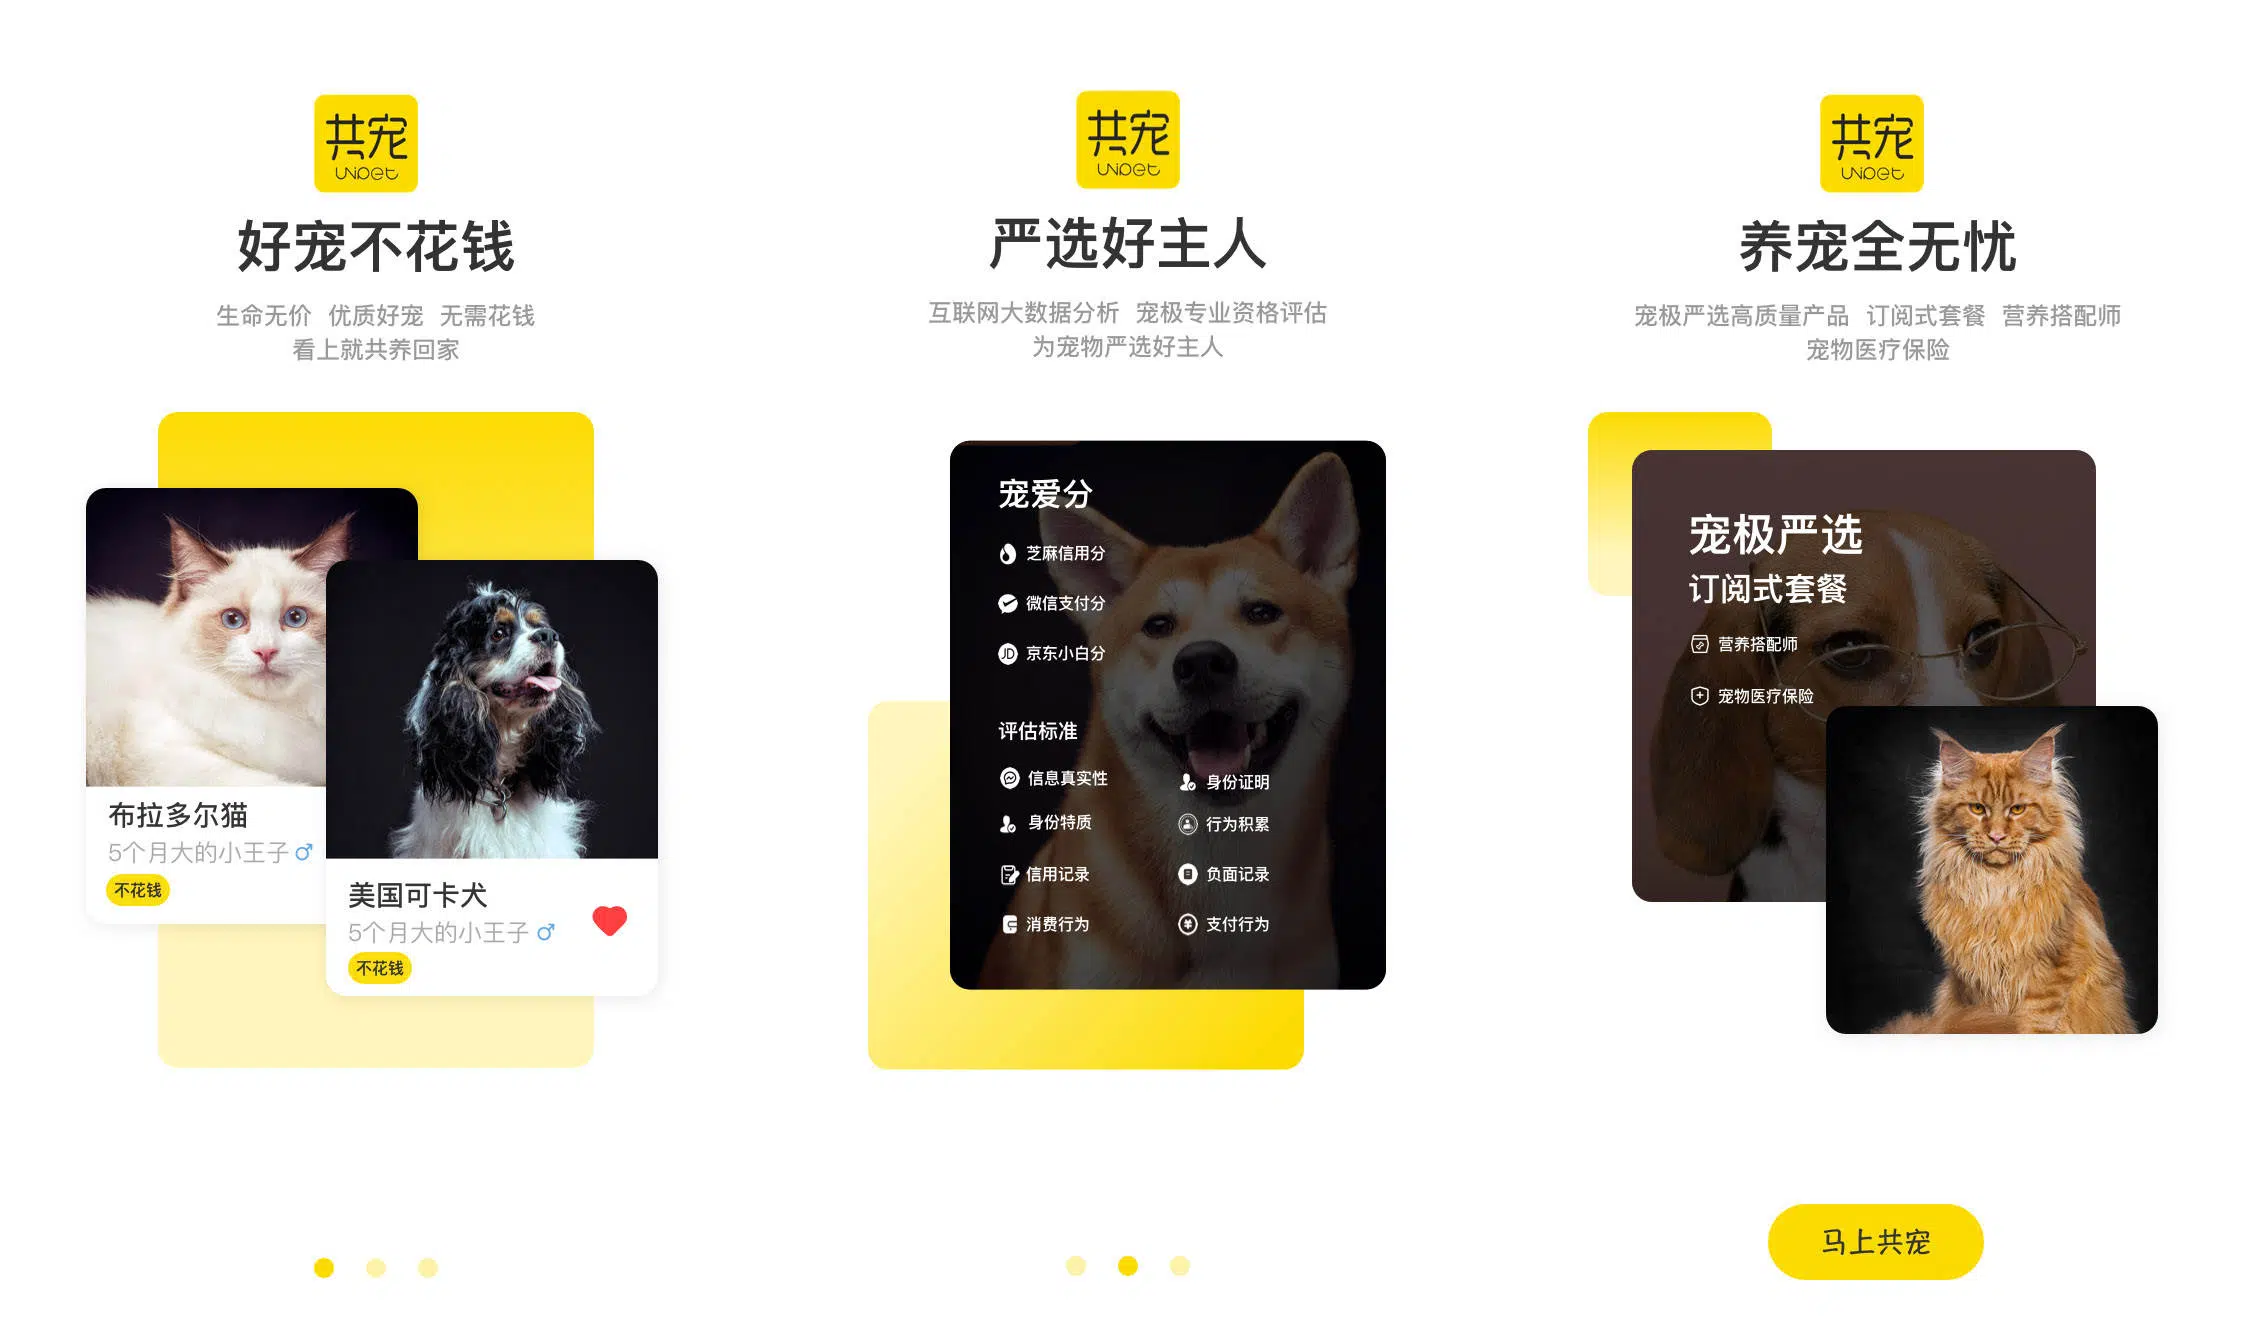 共宠
UNipet
好宠不花钱
生命无价 优质好宠 无需花钱
看上就共养回家
布拉多尔猫
5个月大的小王子
不花钱
美国可卡犬
5个月大的小王子
不花钱
共宠
UNipet
严选好主人
互联网大数据分析 宠极专业资格评估
为宠物严选好主人
宠爱分
芝麻信用分
微信支付分
JD 京东小白分
评估标准
信息真实性 身份证明
身份特质 行为积累
信用记录 负面记录
消费行为 支付行为
共宠
UNipet
养宠全无忧
宠极严选高质量产品 订阅式套餐 营养搭配师
宠物医疗保险
宠极严选
订阅式套餐
营养搭配师
宠物医疗保险
马上共宠